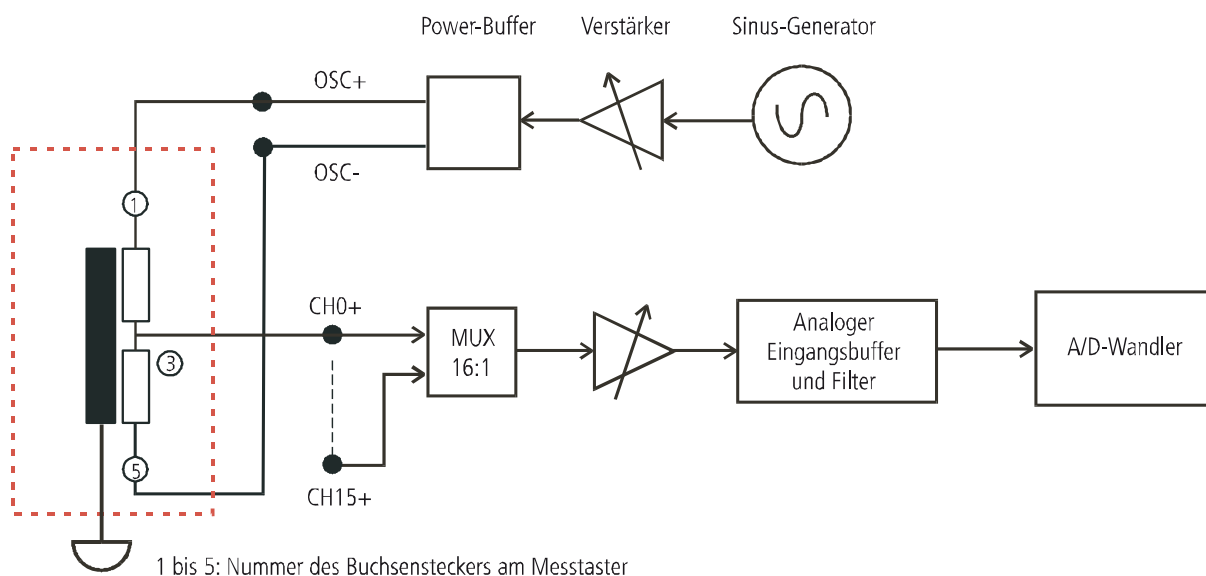 Power-Buffer
Verstärker
Sinus-Generator
OSC+
OSC-
1
CH0+
MUX
16:1
Analoger
Eingangsbuffer
und Filter
A/D-Wandler
3
5
CH15+
1 bis 5: Nummer des Buchsensteckers am Messtaster